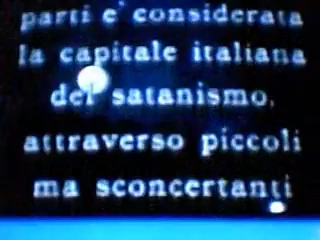 parti e' considerata
la capitale italiana
del satanismo,
attraverso piccoli
ma sconcertanti